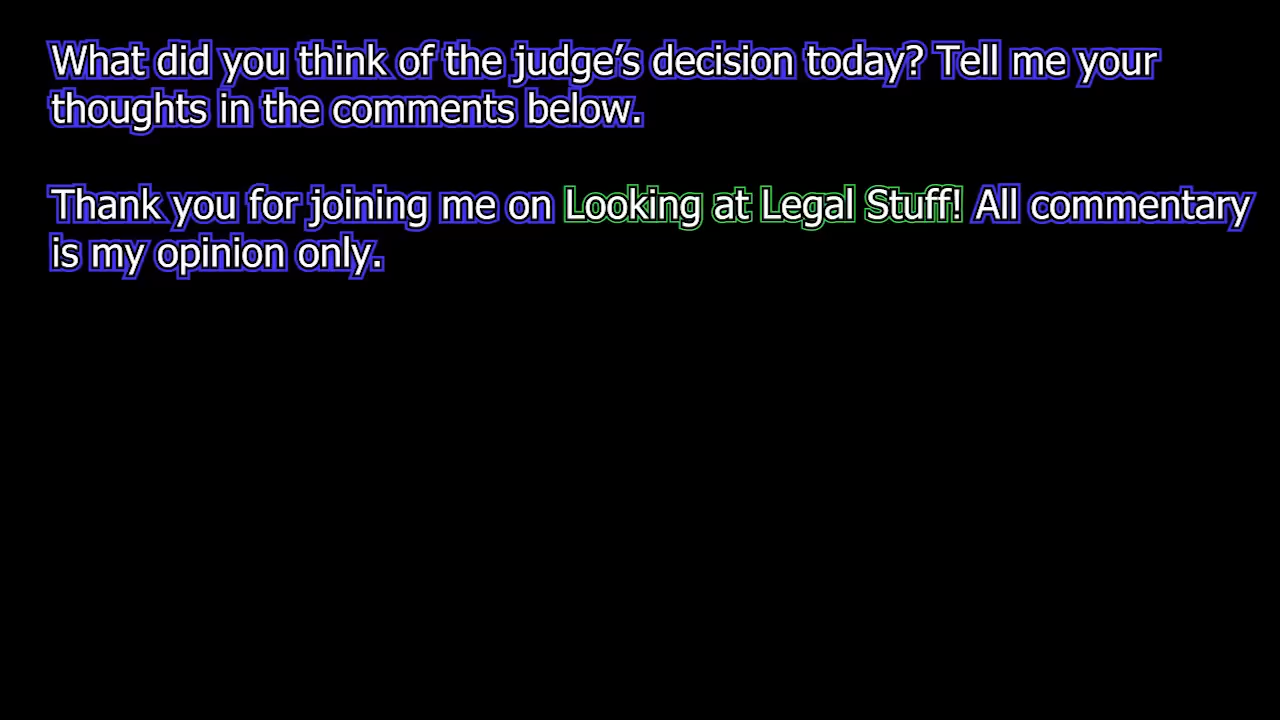 What did you think of the judge’s decision today? Tell me your
thoughts in the comments below.
Thank you for joining me on Looking at Legal Stuff! All commentary
is my opinion only.